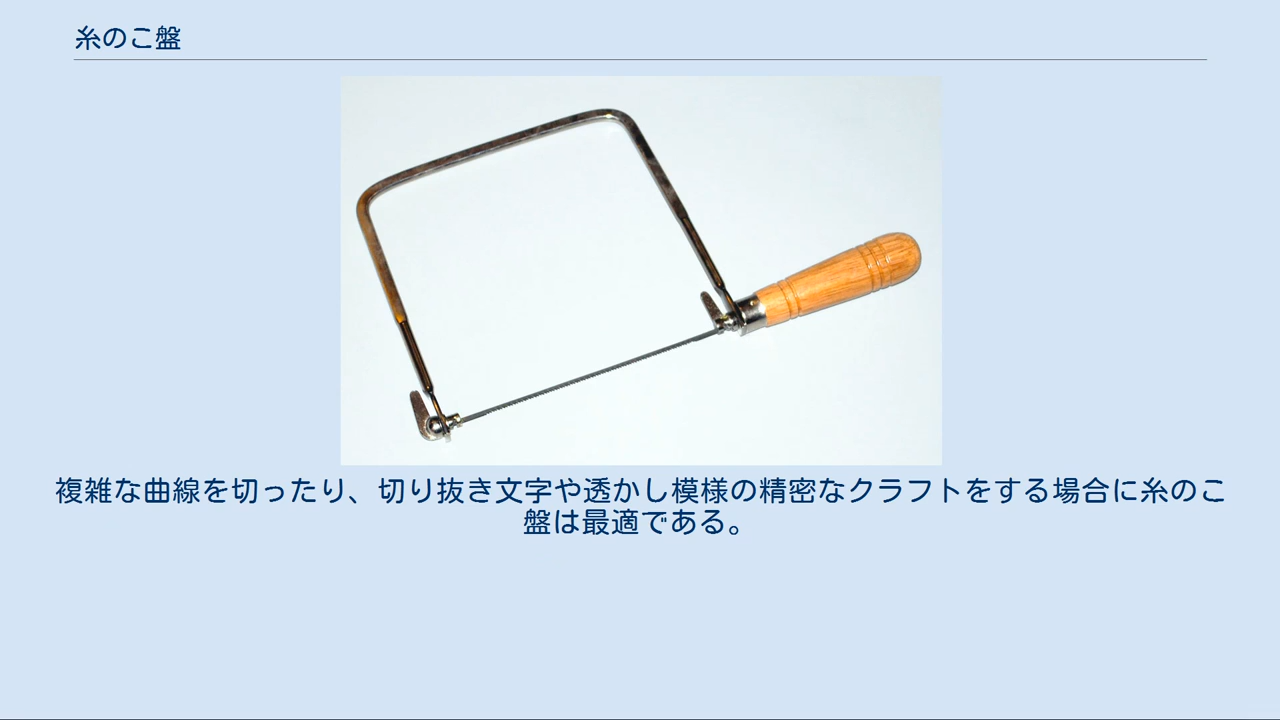 糸のこ盤
複雑な曲線を切ったり、切り抜き文字や透かし模様の精密なクラフトをする場合に糸のこ
盤は最適である。